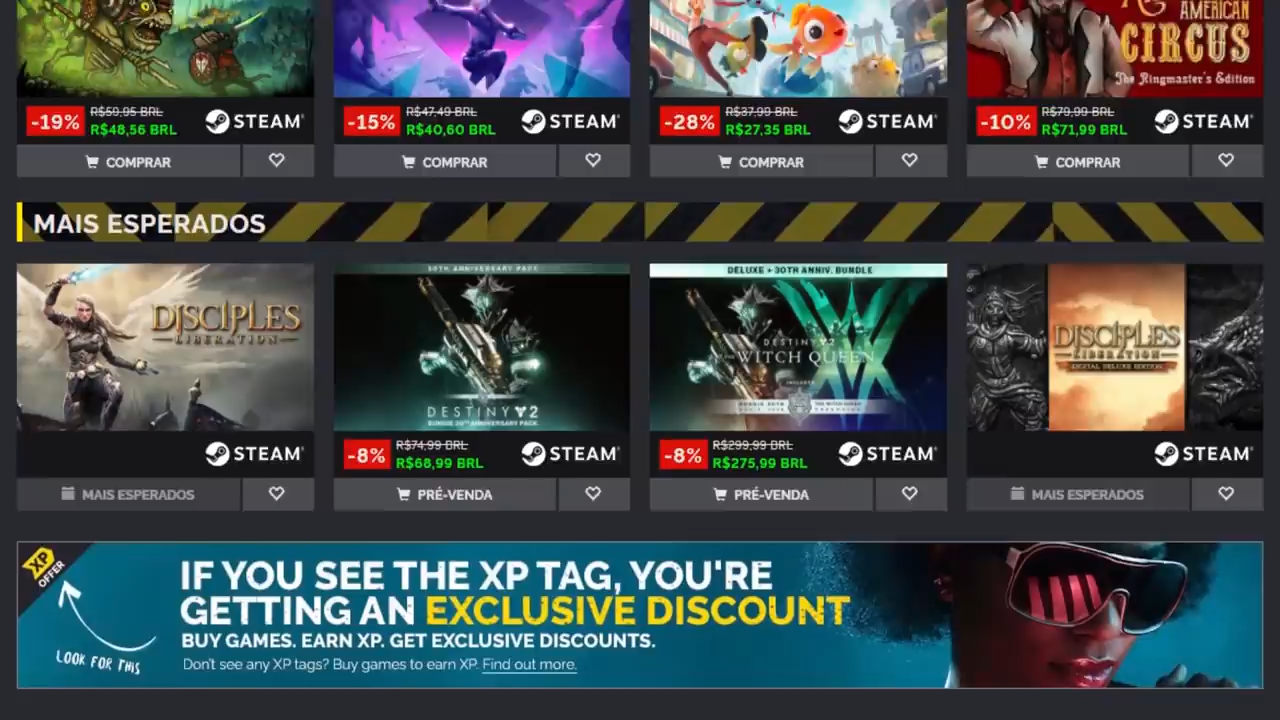 AMERICAN
CIRCUS
The Ringmaster's Edition
-19%
R$59,95 BRL
R$48,56 BRL
STEAM
-15%
R$47,49 BRL
R$40,60 BRL
STEAM
-28%
R$37,99 BRL
R$27,35 BRL
STEAM
-10%
R$79,99 BRL
R$71,99 BRL
STEAM
COMPRAR
COMPRAR
COMPRAR
COMPRAR
MAIS ESPERADOS
DISCIPLES
LIBERATION
30TH ANNIVERSARY PACK
DESTINY 2
BUNGIE 30TH ANNIVERSARY PACK
DELUXE + 30TH ANNIV. BUNDLE
DESTINY 2
THE WITCH QUEEN
INCLUDES
DISCIPLES
LIBERATION
DIGITAL DELUXE EDITION
STEAM
-8%
R$74,99 BRL
R$68,99 BRL
STEAM
-8%
R$299,99 BRL
R$275,99 BRL
STEAM
STEAM
MAIS ESPERADOS
PRÉ-VENDA
PRÉ-VENDA
MAIS ESPERADOS
XP
OFFER
LOOK FOR THIS
IF YOU SEE THE XP TAG, YOU'RE
GETTING AN EXCLUSIVE DISCOUNT
BUY GAMES. EARN XP. GET EXCLUSIVE DISCOUNTS.
Don't see any XP tags? Buy games to earn XP. Find out more.